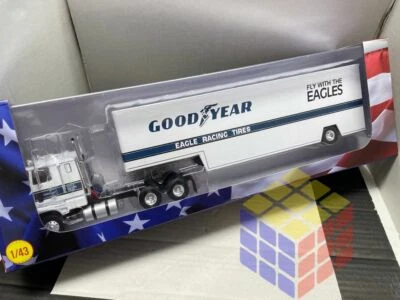 GOOD YEAR
FLY WITH THE
EAGLES
EAGLE RACING TIRES
1/43